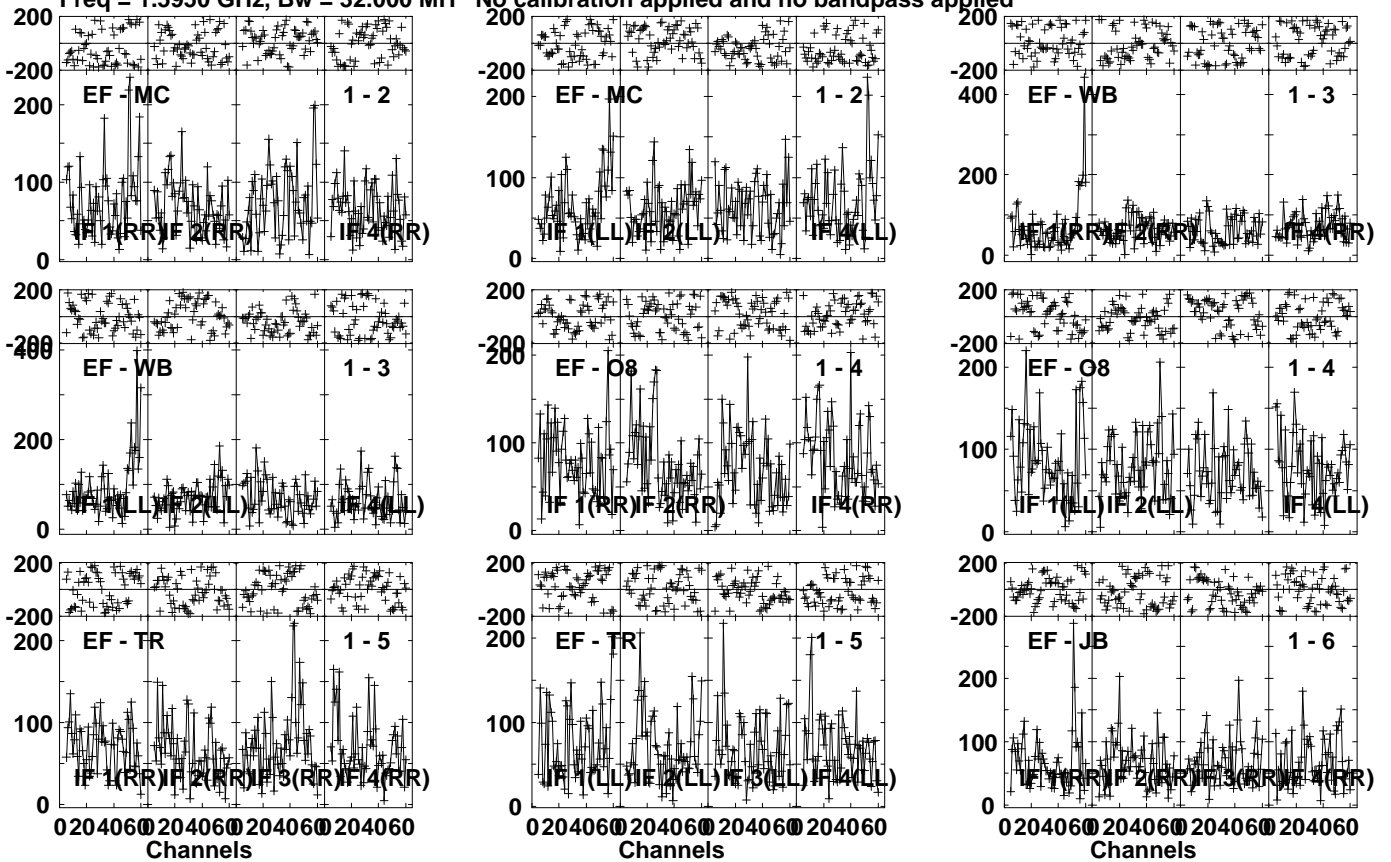 Freq = 1.5950 GHz, Bw = 32.000 MH No calibration applied and no bandpass applied
200 200 200
-200 -200 -200
EF - MC 1 - 2 EF - MC 1 - 2 EF - WB 1 - 3
200 200 400
100 100 200
IF 1(RR) IF 2(RR) IF 4(RR) IF 1(LL) IF 2(LL) IF 4(LL) IF 1(RR) IF 2(RR) IF 4(RR)
0 0 0
200 200 200
-200 -200 -200
400 200
EF - WB 1 - 3 EF - O8 1 - 4 EF - O8 1 - 4
200 100 200
100
IF 1(LL) IF 2(LL) IF 4(LL) IF 1(RR) IF 2(RR) IF 4(RR) IF 1(LL) IF 2(LL) IF 4(LL)
0 0 0
200 200 200
-200 -200 -200
EF - TR 1 - 5 EF - TR 1 - 5 EF - JB 1 - 6
200 200 200
100 100 100
IF 1(RR) IF 2(RR) IF 3(RR) IF 4(RR) IF 1(LL) IF 2(LL) IF 3(LL) IF 4(LL) IF 1(RR) IF 2(RR) IF 3(RR) IF 4(RR)
0 0 0
0 20 40 60 0 20 40 60 0 20 40 60 0 20 40 60 0 20 40 60 0 20 40 60 0 20 40 60 0 20 40 60 0 20 40 60 0 20 40 60 0 20 40 60 0 20 40 60
Channels Channels Channels